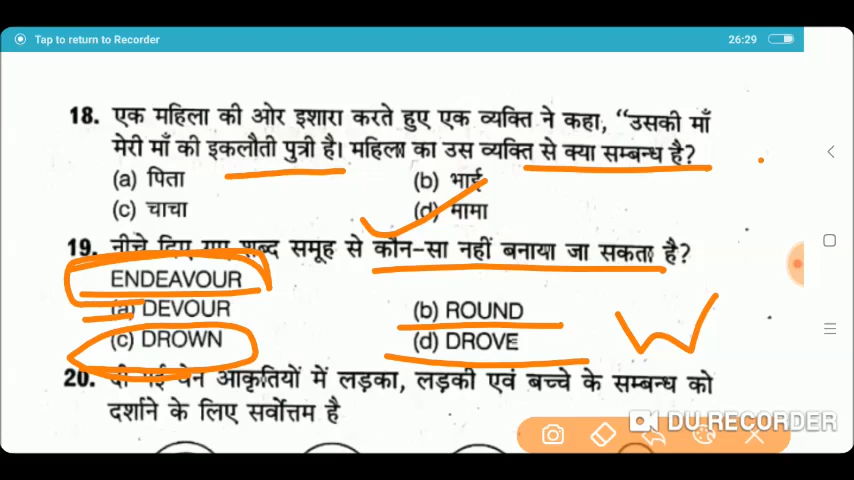 Tap to return to Recorder 26:29
18. एक महिला की ओर इशारा करते हुए एक व्यक्ति ने कहा, "उसकी माँ
मेरी माँ की इकलौती पुत्री है। महिला का उस व्यक्ति से क्या सम्बन्ध है?
(a) पिता (b) भाई
(c) चाचा (d) मामा
19. नीचे दिए गए शब्द समूह से कौन-सा नहीं बनाया जा सकता है?
ENDEAVOUR
(a) DEVOUR (b) ROUND
(c) DROWN (d) DROVE
W
20. दी गई वेन आकृतियों में लड़का, लड़की एवं बच्चे के सम्बन्ध को
दर्शाने के लिए सर्वोत्तम है
DU RECORDER